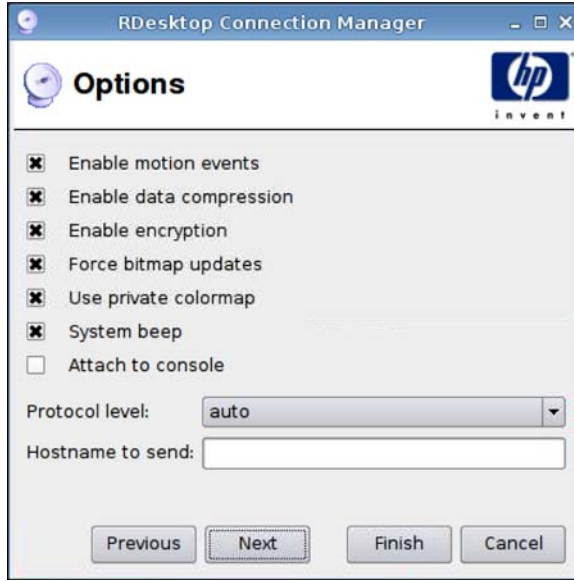 RDesktop Connection Manager
Options
hp
invent
Enable motion events
Enable data compression
Enable encryption
Force bitmap updates
Use private colormap
System beep
Attach to console
Protocol level: auto
Hostname to send:
Previous Next Finish Cancel